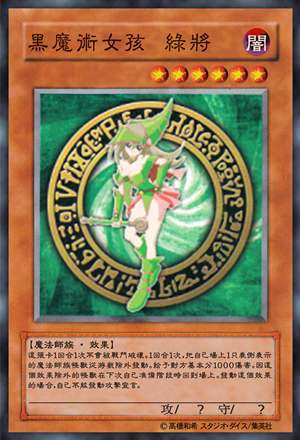 黑魔術女孩 綠將
闇
【魔法師族・效果】
這張卡1回合1次不會被戰鬥破壞。1回合1次,把自己場上1只表側表示
的魔法師族怪獸從遊戲除外發動。給予對方基本分1000傷害。因這
個效果除外的怪獸在下次自己準備階段時回到場上。發動這個效果
的場合,自己不能發動攻擊宣言。
攻 ? 守 ?
©高橋和希 スタジオ・ダイス/集英社